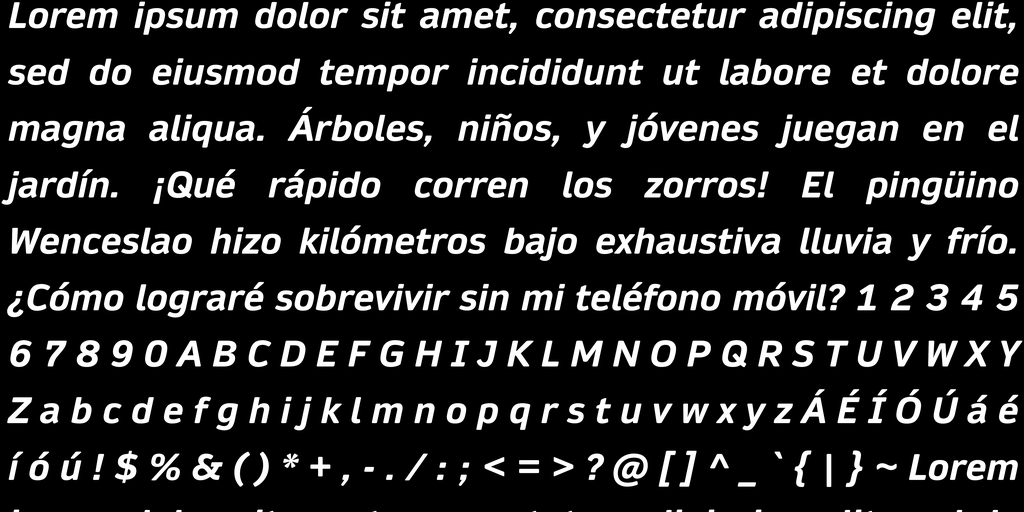 Lorem ipsum dolor sit amet, consectetur adipiscing elit,
sed do eiusmod tempor incididunt ut labore et dolore
magna aliqua. Árboles, niños, y jóvenes juegan en el
jardín. ¡Qué rápido corren los zorros! El pingüino
Wenceslao hizo kilómetros bajo exhaustiva lluvia y frío.
¿Cómo lograré sobrevivir sin mi teléfono móvil? 1 2 3 4 5
6 7 8 9 0 A B C D E F G H I J K L M N O P Q R S T U V W X Y
Z a b c d e f g h i j k l m n o p q r s t u v w x y z Á É Í Ó Ú á é
í ó ú ! $ % & ( ) * + , - . / : ; < = > ? @ [ ] ^ _ ` { | } ~ Lorem